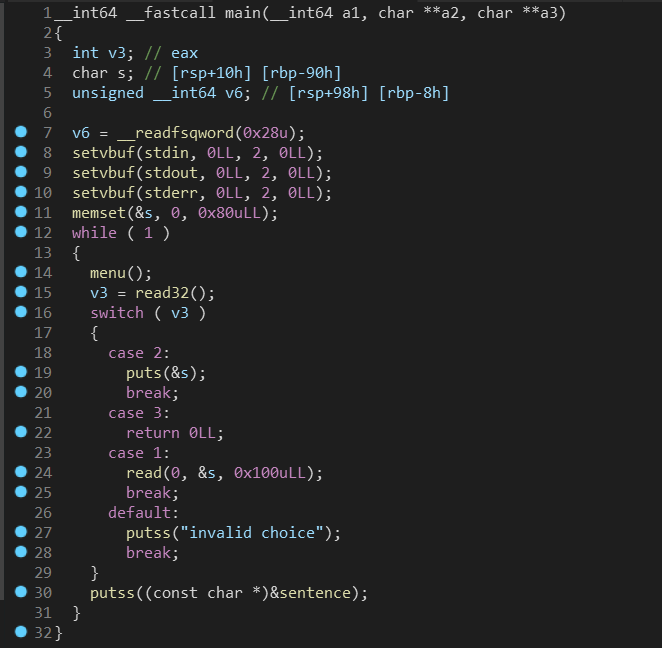 1 __int64 __fastcall main(__int64 a1, char **a2, char **a3)
2 {
3   int v3; // eax
4   char s; // [rsp+10h] [rbp-90h]
5   unsigned __int64 v6; // [rsp+98h] [rbp-8h]
6
7   v6 = __readfsqword(0x28u);
8   setvbuf(stdin, 0LL, 2, 0LL);
9   setvbuf(stdout, 0LL, 2, 0LL);
10   setvbuf(stderr, 0LL, 2, 0LL);
11   memset(&s, 0, 0x80uLL);
12   while ( 1 )
13   {
14     menu();
15     v3 = read32();
16     switch ( v3 )
17     {
18       case 2:
19         puts(&s);
20         break;
21       case 3:
22         return 0LL;
23       case 1:
24         read(0, &s, 0x100uLL);
25         break;
26       default:
27         putss("invalid choice");
28         break;
29     }
30     putss((const char *)&sentence);
31   }
32 }